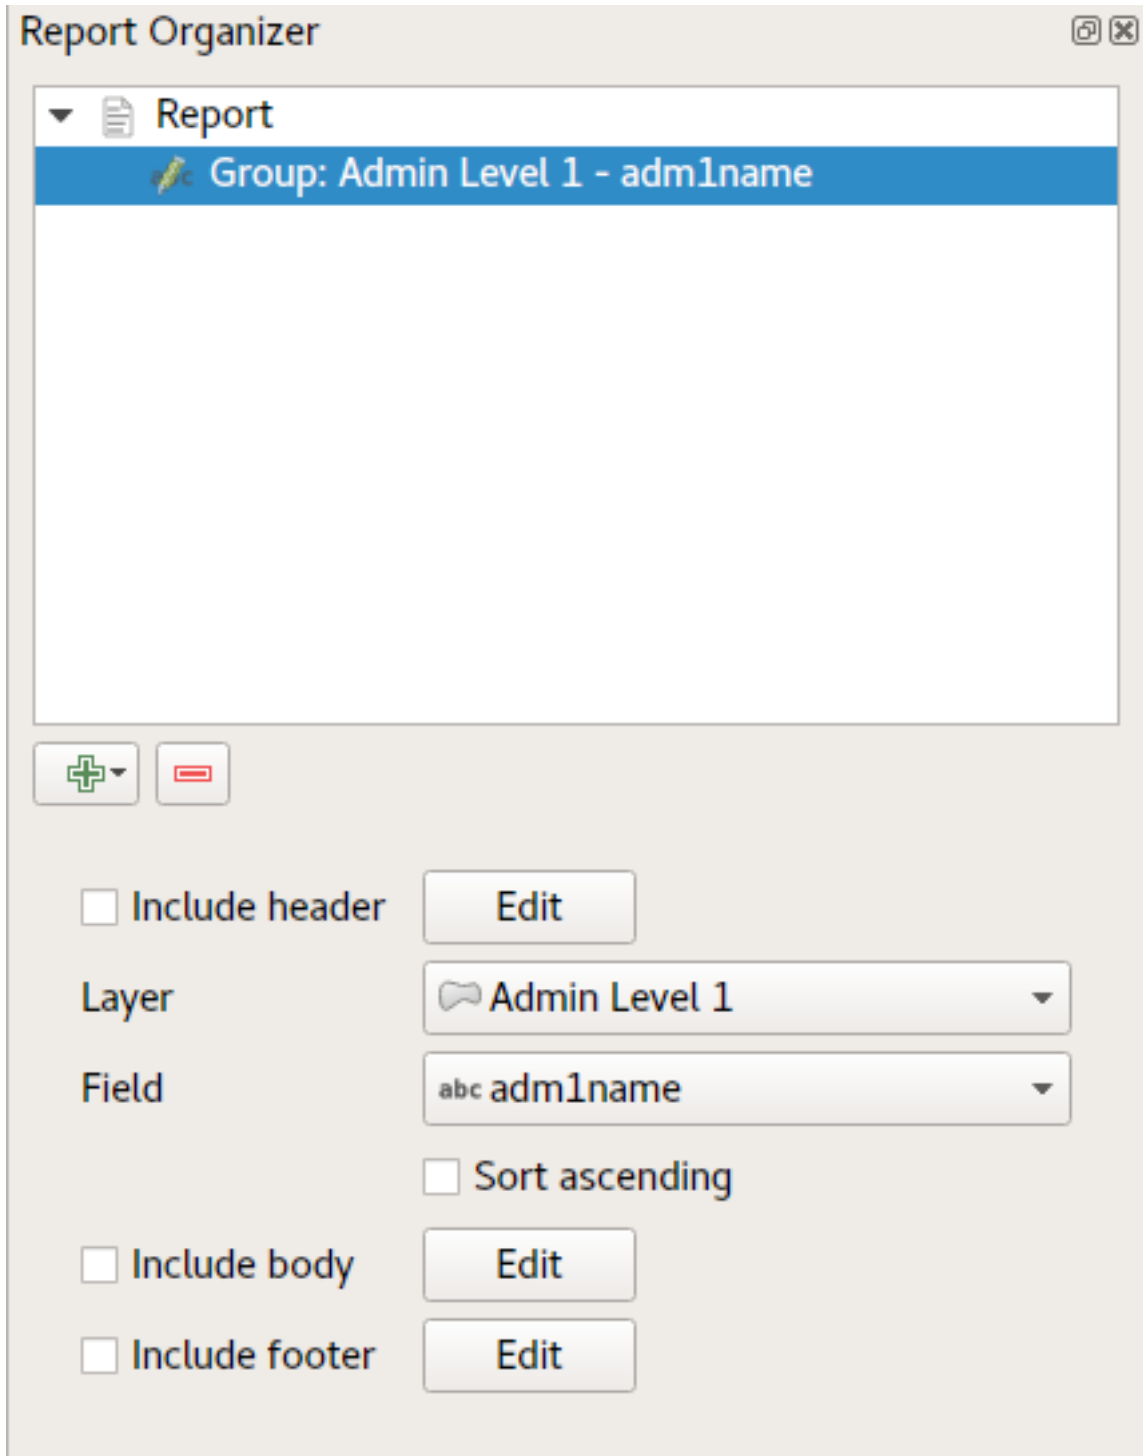 Report Organizer
Report
Group: Admin Level 1 - adm1name
Include header Edit
Layer Admin Level 1
Field abc adm1name
Sort ascending
Include body Edit
Include footer Edit